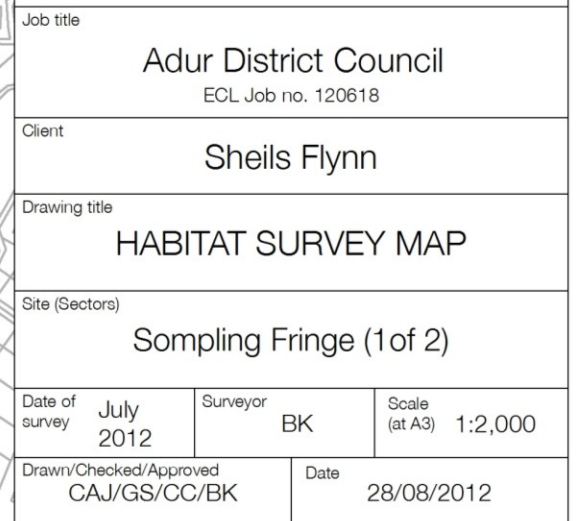 Job title
Adur District Council
ECL Job no. 120618
Client
Sheils Flynn
Drawing title
HABITAT SURVEY MAP
Site (Sectors)
Sompling Fringe (1of 2)
Date of survey
July 2012
Surveyor
BK
Scale (at A3)
1:2,000
Drawn/Checked/Approved
CAJ/GS/CC/BK
Date
28/08/2012